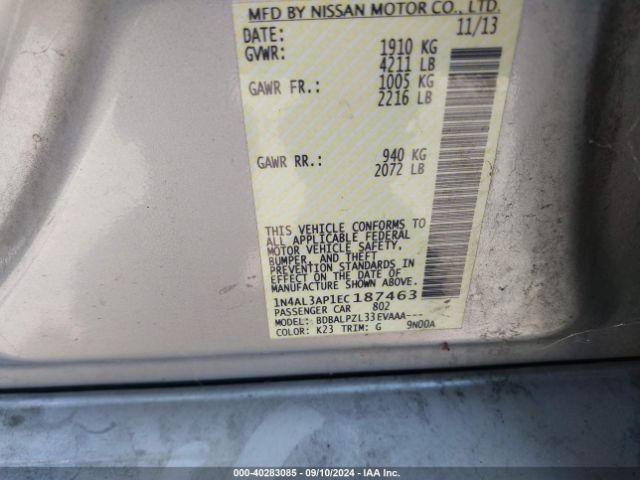 MFD BY NISSAN MOTOR CO., LTD.
DATE: 11/13
GVWR: 1910 KG
4211 LB
GAWR FR.: 1005 KG
2216 LB
GAWR RR.: 940 KG
2072 LB
THIS VEHICLE CONFORMS TO
ALL APPLICABLE FEDERAL
MOTOR VEHICLE SAFETY,
BUMPER, AND THEFT
PREVENTION STANDARDS IN
EFFECT ON THE DATE OF
MANUFACTURE SHOWN ABOVE.
1N4AL3AP1EC187463
PASSENGER CAR 802
MODEL: BDBALPZL33EVAAA---
COLOR: K23 TRIM: G 9N00A
000-40283085 - 09/10/2024 - IAA Inc.